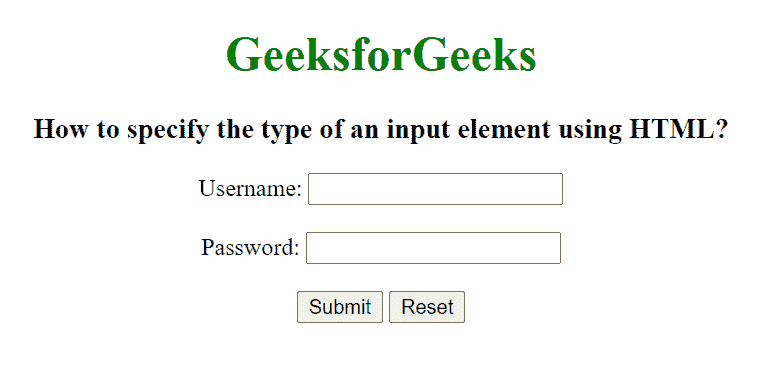 GeeksforGeeks
How to specify the type of an input element using HTML?
Username:
Password:
Submit Reset